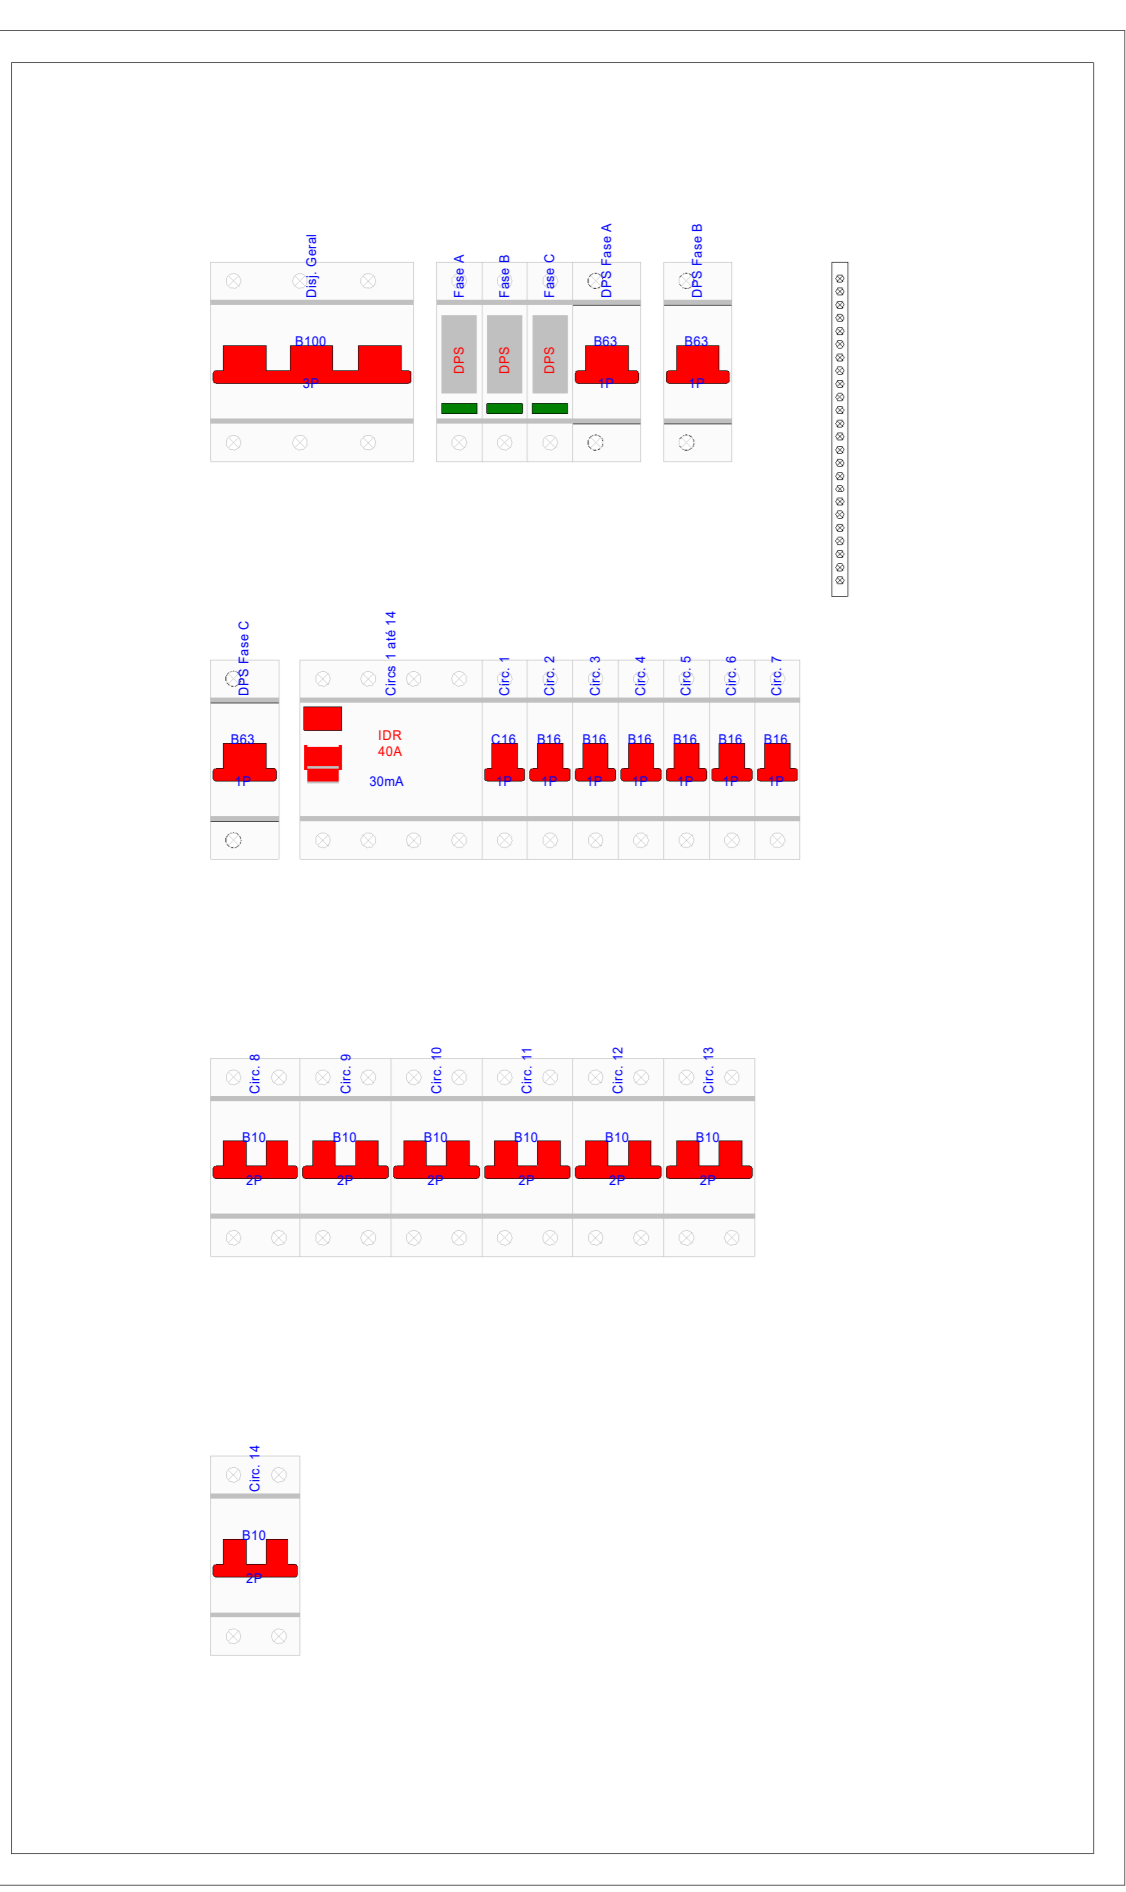 Disj. Geral
Fase A
Fase B
Fase C
DPS Fase A
DPS Fase B
B100
3P
DPS
DPS
DPS
B63
1P
B63
1P
DPS Fase C
Circs 1 até 14
Circ. 1
Circ. 2
Circ. 3
Circ. 4
Circ. 5
Circ. 6
Circ. 7
B63
1P
IDR
40A
30mA
C16
1P
B16
1P
B16
1P
B16
1P
B16
1P
B16
1P
B16
1P
Circ. 8
Circ. 9
Circ. 10
Circ. 11
Circ. 12
Circ. 13
B10
2P
B10
2P
B10
2P
B10
2P
B10
2P
B10
2P
Circ. 14
B10
2P